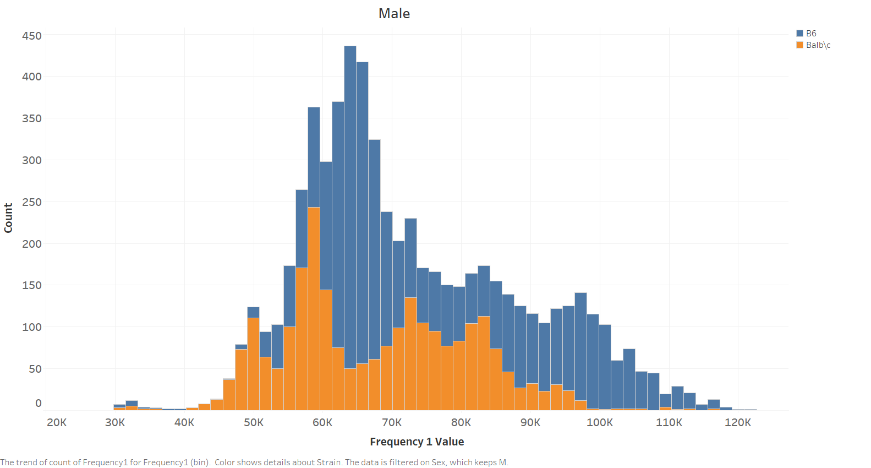 Male
B6
Balb\c
450
400
350
300
250
200
150
100
50
0
Count
20K 30K 40K 50K 60K 70K 80K 90K 100K 110K 120K
Frequency 1 Value
The trend of count of Frequency1 for Frequency1 (bin). Color shows details about Strain. The data is filtered on Sex, which keeps M.